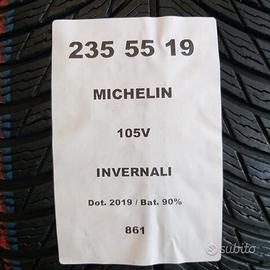 235 55 19
MICHELIN
105V
INVERNALI
Dot. 2019 / Bat. 90%
861
subito